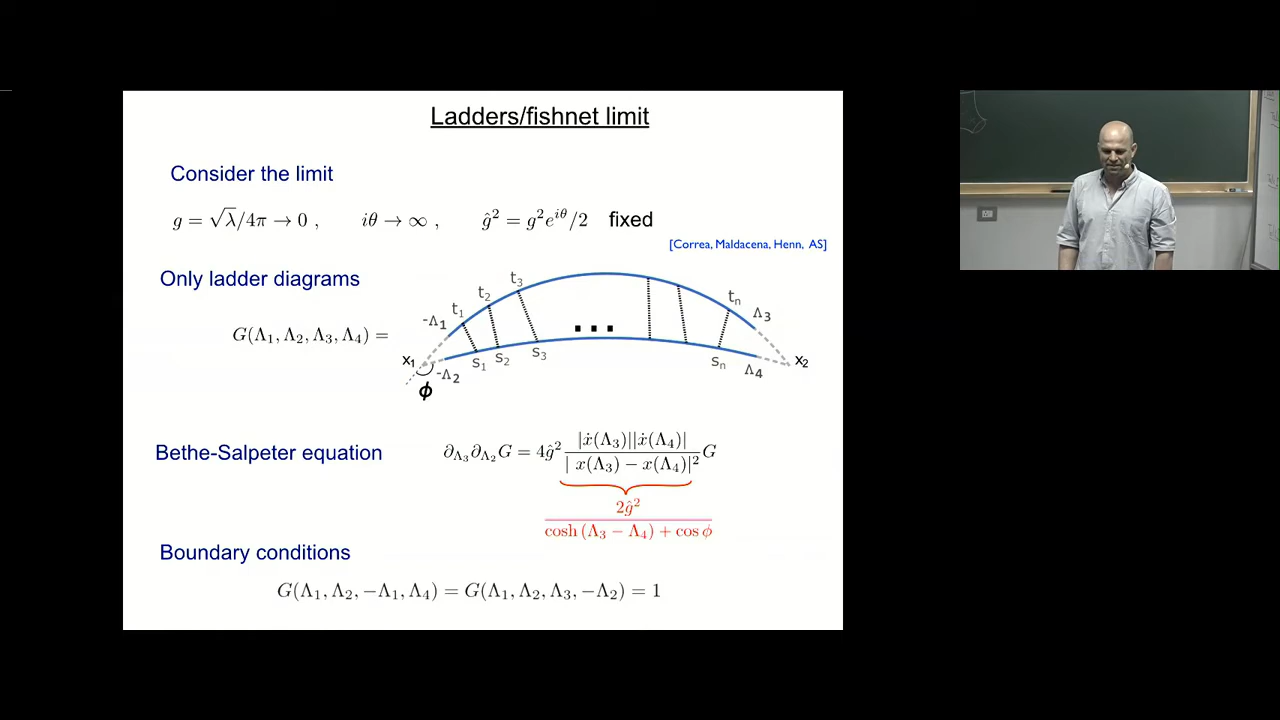 Ladders/fishnet limit
Consider the limit
g = √λ/4π → 0 ,    iθ → ∞ ,    ĝ² = g²e^{iθ}/2    fixed
[Correa, Maldacena, Henn, AS]
Only ladder diagrams
G(Λ₁, Λ₂, Λ₃, Λ₄) =
-Λ₁ t₁ t₂ t₃ ... tₙ Λ₃
x₁ -Λ₂ s₁ s₂ s₃ sₙ Λ₄ x₂
ϕ
Bethe-Salpeter equation
∂_{Λ₃}∂_{Λ₂}G = 4ĝ² |ẋ(Λ₃)||ẋ(Λ₄)| / | x(Λ₃) − x(Λ₄)|² G
2ĝ² / cosh (Λ₃ − Λ₄) + cos ϕ
Boundary conditions
G(Λ₁, Λ₂, −Λ₁, Λ₄) = G(Λ₁, Λ₂, Λ₃, −Λ₂) = 1